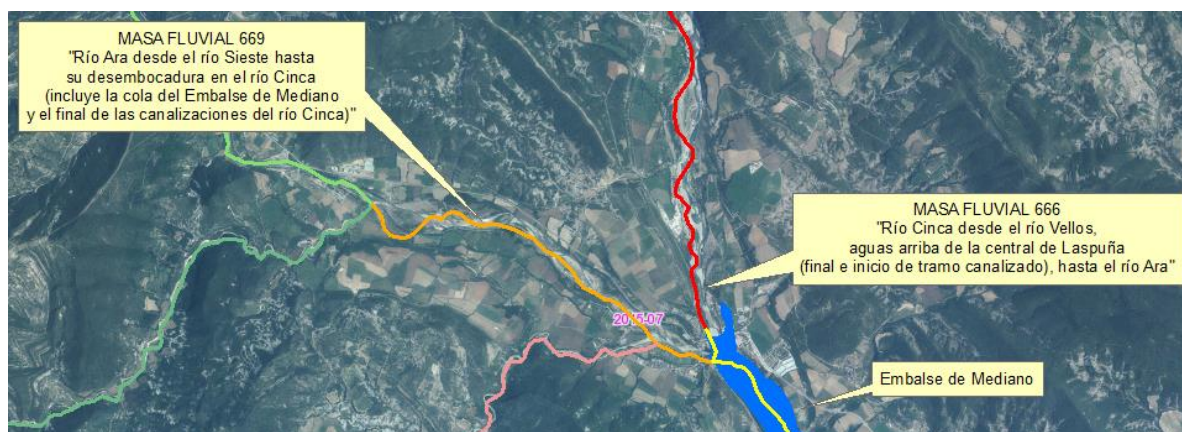 MASA FLUVIAL 669
"Río Ara desde el río Sieste hasta
su desembocadura en el río Cinca
(incluye la cola del Embalse de Mediano
y el final de las canalizaciones del río Cinca)"
MASA FLUVIAL 666
"Río Cinca desde el río Vellos,
aguas arriba de la central de Laspuña
(final e inicio de tramo canalizado), hasta el río Ara"
2015-07
Embalse de Mediano